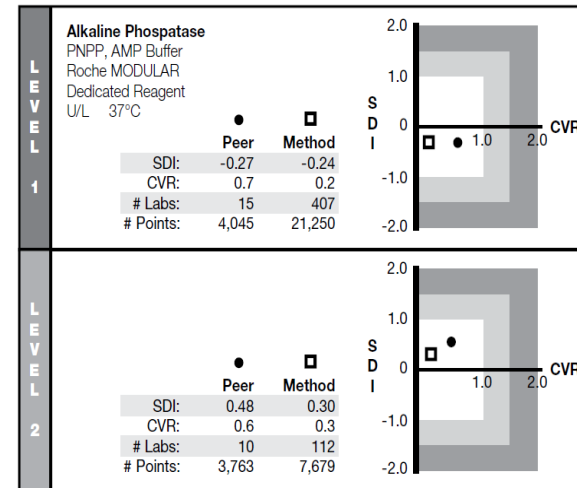 LEVEL 1
Alkaline Phospatase
PNPP, AMP Buffer
Roche MODULAR
Dedicated Reagent
U/L 37°C
Peer Method
SDI: -0.27 -0.24
CVR: 0.7 0.2
# Labs: 15 407
# Points: 4,045 21,250
2.0
1.0
SDI
0
CVR
1.0 2.0
-1.0
-2.0
LEVEL 2
Peer Method
SDI: 0.48 0.30
CVR: 0.6 0.3
# Labs: 10 112
# Points: 3,763 7,679
2.0
1.0
SDI
0
CVR
1.0 2.0
-1.0
-2.0